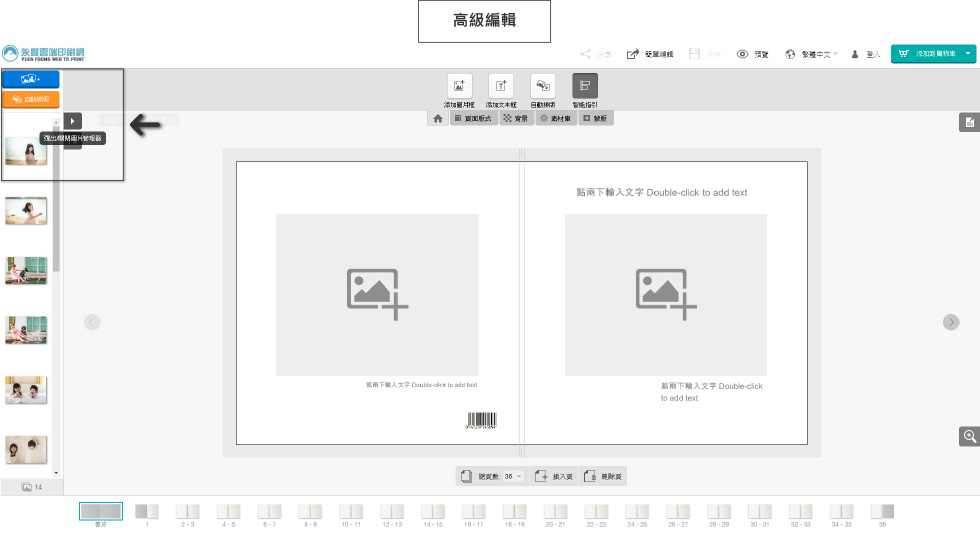 高級編輯
永豐雲端印刷網
YUEN FOONG WEB TO PRINT
分享
簡單編輯
保存
預覽
繁體中文
登入
添加到購物車
自動排版
彈出/關閉圖片管理器
添加圖片框
添加文本框
自動排版
智能指引
頁面版式
背景
素材庫
蒙版
點兩下輸入文字 Double-click to add text
點兩下輸入文字 Double-click to add text
點兩下輸入文字 Double-click
to add text
14
總頁數:
36
插入頁
刪除頁
書皮
1
2 - 3
4 - 5
6 - 7
8 - 9
10 - 11
12 - 13
14 - 15
16 - 17
18 - 19
20 - 21
22 - 23
24 - 25
26 - 27
28 - 29
30 - 31
32 - 33
34 - 35
36